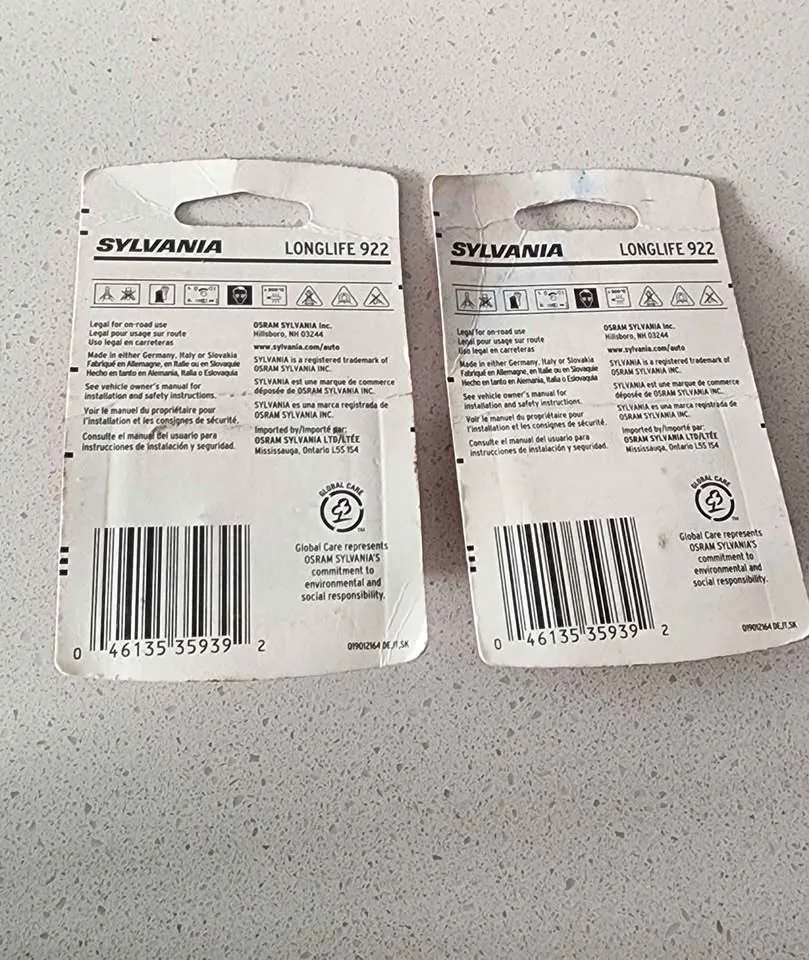 SYLVANIA LONGLIFE 922
Legal for on-road use
Legal pour usage sur route
Uso legal en carreteras
Made in either Germany, Italy or Slovakia
Fabriqué en Allemagne, en Italie ou en Slovaquie
Hecho en tanto en Alemania, Italia o Eslovaquia
See vehicle owner's manual for
installation and safety instructions.
Voir le manuel du propriétaire pour
l'installation et les consignes de sécurité.
Consulte el manual del usuario para
instrucciones de instalación y seguridad.
OSRAM SYLVANIA Inc.
Hillsboro, NH 03244
www.sylvania.com/auto
SYLVANIA is a registered trademark of
OSRAM SYLVANIA INC.
SYLVANIA est une marque de commerce
déposée de OSRAM SYLVANIA INC.
SYLVANIA es una marca registrada de
OSRAM SYLVANIA INC.
Imported by/Importé par:
OSRAM SYLVANIA LTD/LTÉE
Mississauga, Ontario L5S 1S4
GLOBAL CARE
TM
Global Care represents
OSRAM SYLVANIA'S
commitment to
environmental and
social responsibility.
0 46135 35939 2
019012164 DE,IT,SK
SYLVANIA LONGLIFE 922
Legal for on-road use
Legal pour usage sur route
Uso legal en carreteras
Made in either Germany, Italy or Slovakia
Fabriqué en Allemagne, en Italie ou en Slovaquie
Hecho en tanto en Alemania, Italia o Eslovaquia
See vehicle owner's manual for
installation and safety instructions.
Voir le manuel du propriétaire pour
l'installation et les consignes de sécurité.
Consulte el manual del usuario para
instrucciones de instalación y seguridad.
OSRAM SYLVANIA Inc.
Hillsboro, NH 03244
www.sylvania.com/auto
SYLVANIA is a registered trademark of
OSRAM SYLVANIA INC.
SYLVANIA est une marque de commerce
déposée de OSRAM SYLVANIA INC.
SYLVANIA es una marca registrada de
OSRAM SYLVANIA INC.
Imported by/Importé par:
OSRAM SYLVANIA LTD/LTÉE
Mississauga, Ontario L5S 1S4
GLOBAL CARE
TM
Global Care represents
OSRAM SYLVANIA'S
commitment to
environmental and
social responsibility.
0 46135 35939 2
019012164 DE,IT,SK